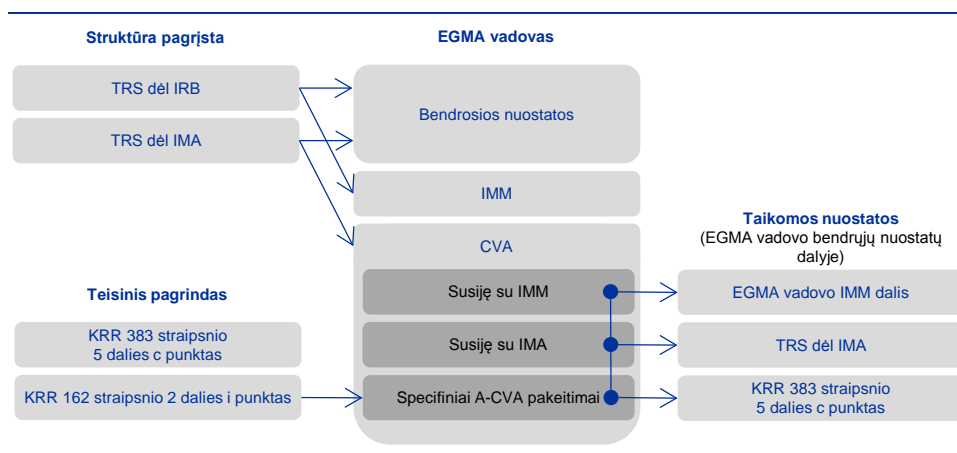 Struktūra pagrįsta
TRS dėl IRB
TRS dėl IMA
EGMA vadovas
Bendrosios nuostatos
IMM
CVA
Susiję su IMM
Susiję su IMA
Specifiniai A-CVA pakeitimai
Teisinis pagrindas
KRR 383 straipsnio
5 dalies c punktas
KRR 162 straipsnio 2 dalies i punktas
Taikomos nuostatos
(EGMA vadovo bendrųjų nuostatų
dalyje)
EGMA vadovo IMM dalis
TRS dėl IMA
KRR 383 straipsnio
5 dalies c punktas